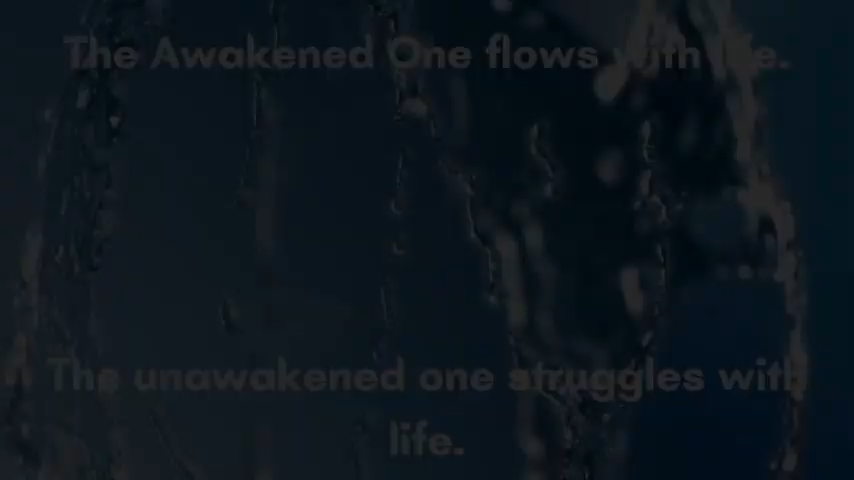 The Awakened One flows with life.
The unawakened one struggles with
life.